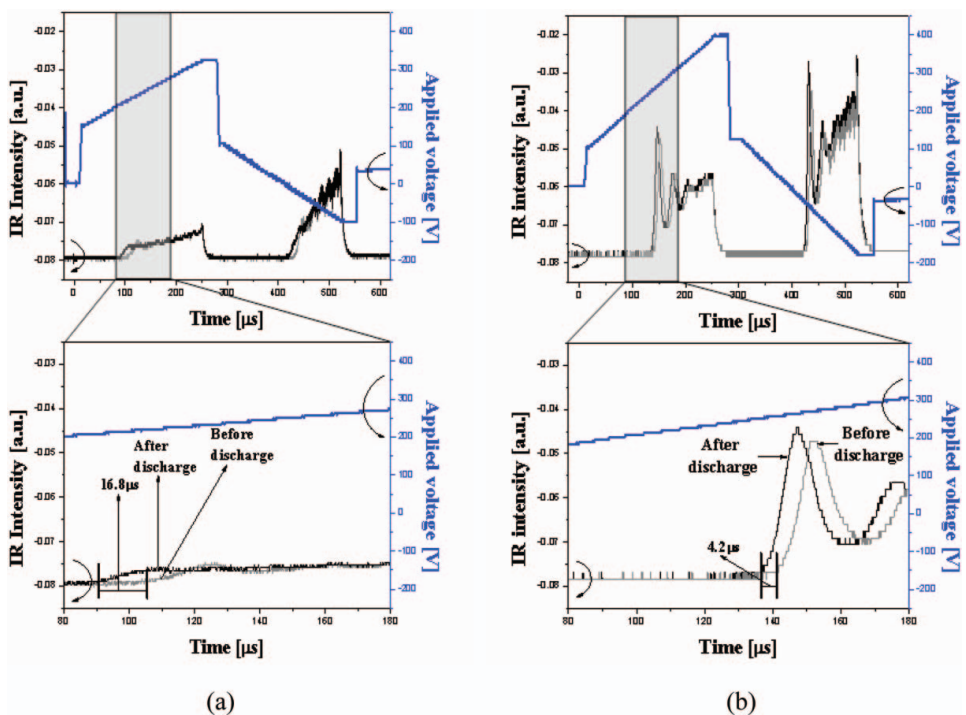 IR Intensity [a.u.]
-0.02
-0.03
-0.04
-0.05
-0.06
-0.07
-0.08
0 100 200 300 400 500 600
Time [μs]
400
300
200
100
0
-100
-200
Applied voltage [V]
IR intensity [a.u.]
-0.02
-0.03
-0.04
-0.05
-0.06
-0.07
-0.08
0 100 200 300 400 500 600
Time [μs]
400
300
200
100
0
-100
-200
Applied voltage [V]
IR Intensity [a.u.]
-0.03
-0.04
-0.05
-0.06
-0.07
-0.08
After
discharge
Before
discharge
16.8μs
80 100 120 140 160 180
Time [μs]
400
300
200
100
0
-100
-200
Applied voltage [V]
IR intensity [a.u.]
-0.03
-0.04
-0.05
-0.06
-0.07
-0.08
After
discharge
Before
discharge
4.2μs
80 100 120 140 160 180
Time [μs]
400
300
200
100
0
-100
-200
Applied voltage [V]
(a)
(b)